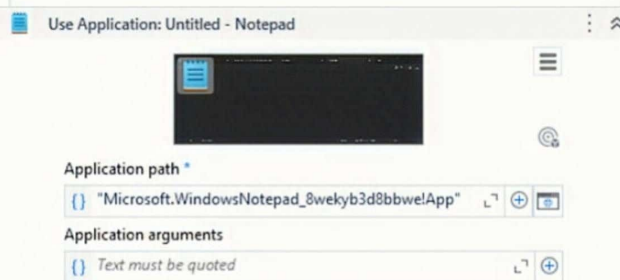 Use Application: Untitled - Notepad
Application path *
"Microsoft.WindowsNotepad_8wekyb3d8bbwe!App"
Application arguments
Text must be quoted